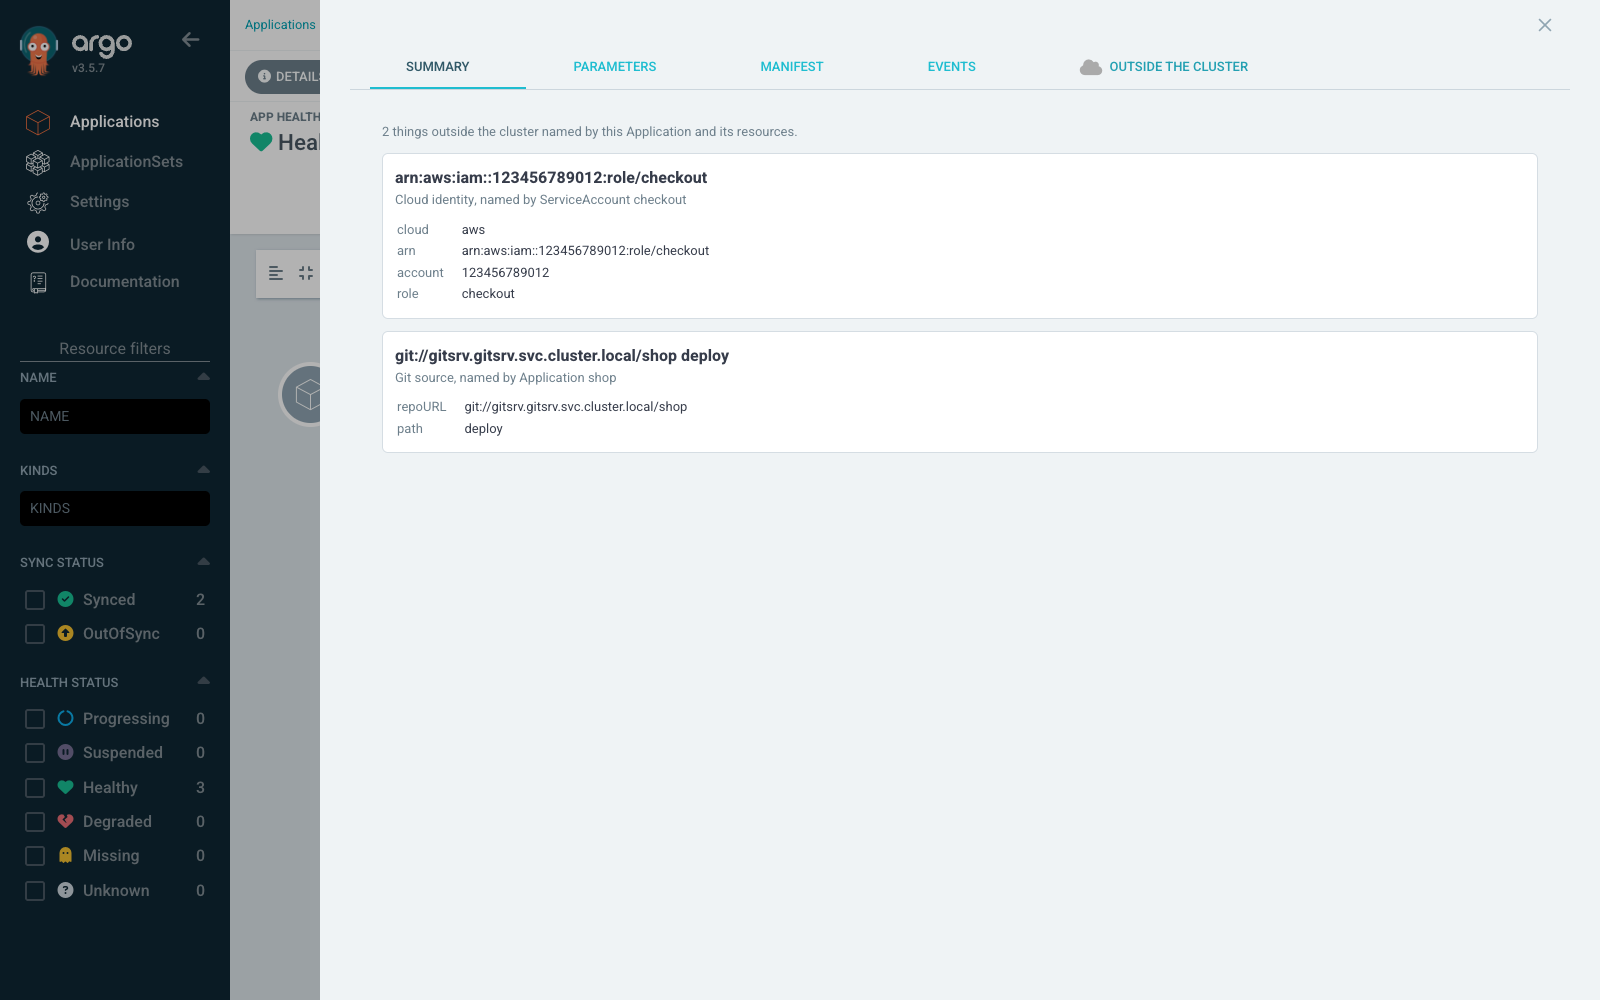 argo
v3.5.7
Applications
ApplicationSets
Settings
User Info
Documentation
Resource filters
NAME
NAME
KINDS
KINDS
SYNC STATUS
Synced 2
OutOfSync 0
HEALTH STATUS
Progressing 0
Suspended 0
Healthy 3
Degraded 0
Missing 0
Unknown 0
Applications
DETAILS
APP HEALTH
Heal
SUMMARY PARAMETERS MANIFEST EVENTS OUTSIDE THE CLUSTER
2 things outside the cluster named by this Application and its resources.
arn:aws:iam::123456789012:role/checkout
Cloud identity, named by ServiceAccount checkout
cloud aws
arn arn:aws:iam::123456789012:role/checkout
account 123456789012
role checkout
git://gitsrv.gitsrv.svc.cluster.local/shop deploy
Git source, named by Application shop
repoURL git://gitsrv.gitsrv.svc.cluster.local/shop
path deploy